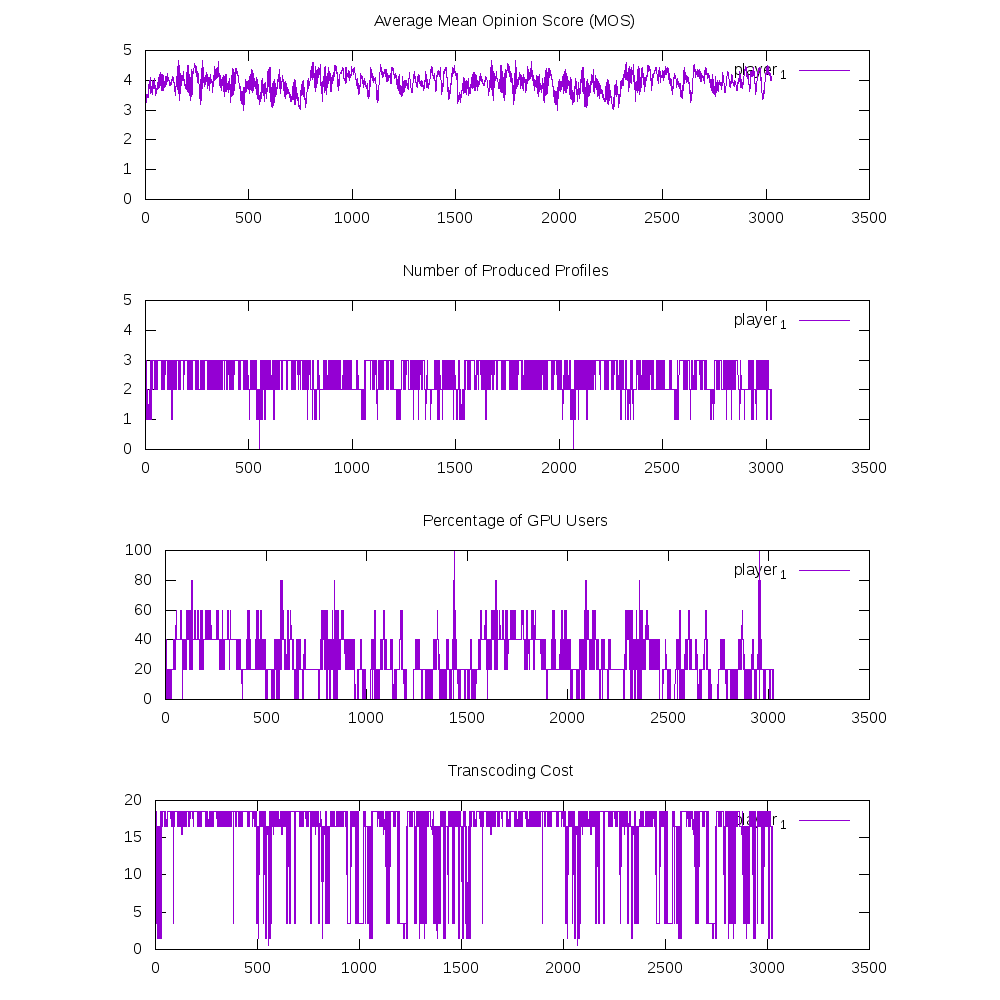 Average Mean Opinion Score (MOS)
5
4
3
2
1
0
player 1
0 500 1000 1500 2000 2500 3000 3500
Number of Produced Profiles
5
4
3
2
1
0
player 1
0 500 1000 1500 2000 2500 3000 3500
Percentage of GPU Users
100
80
60
40
20
0
player 1
0 500 1000 1500 2000 2500 3000 3500
Transcoding Cost
20
15
10
5
0
player 1
0 500 1000 1500 2000 2500 3000 3500